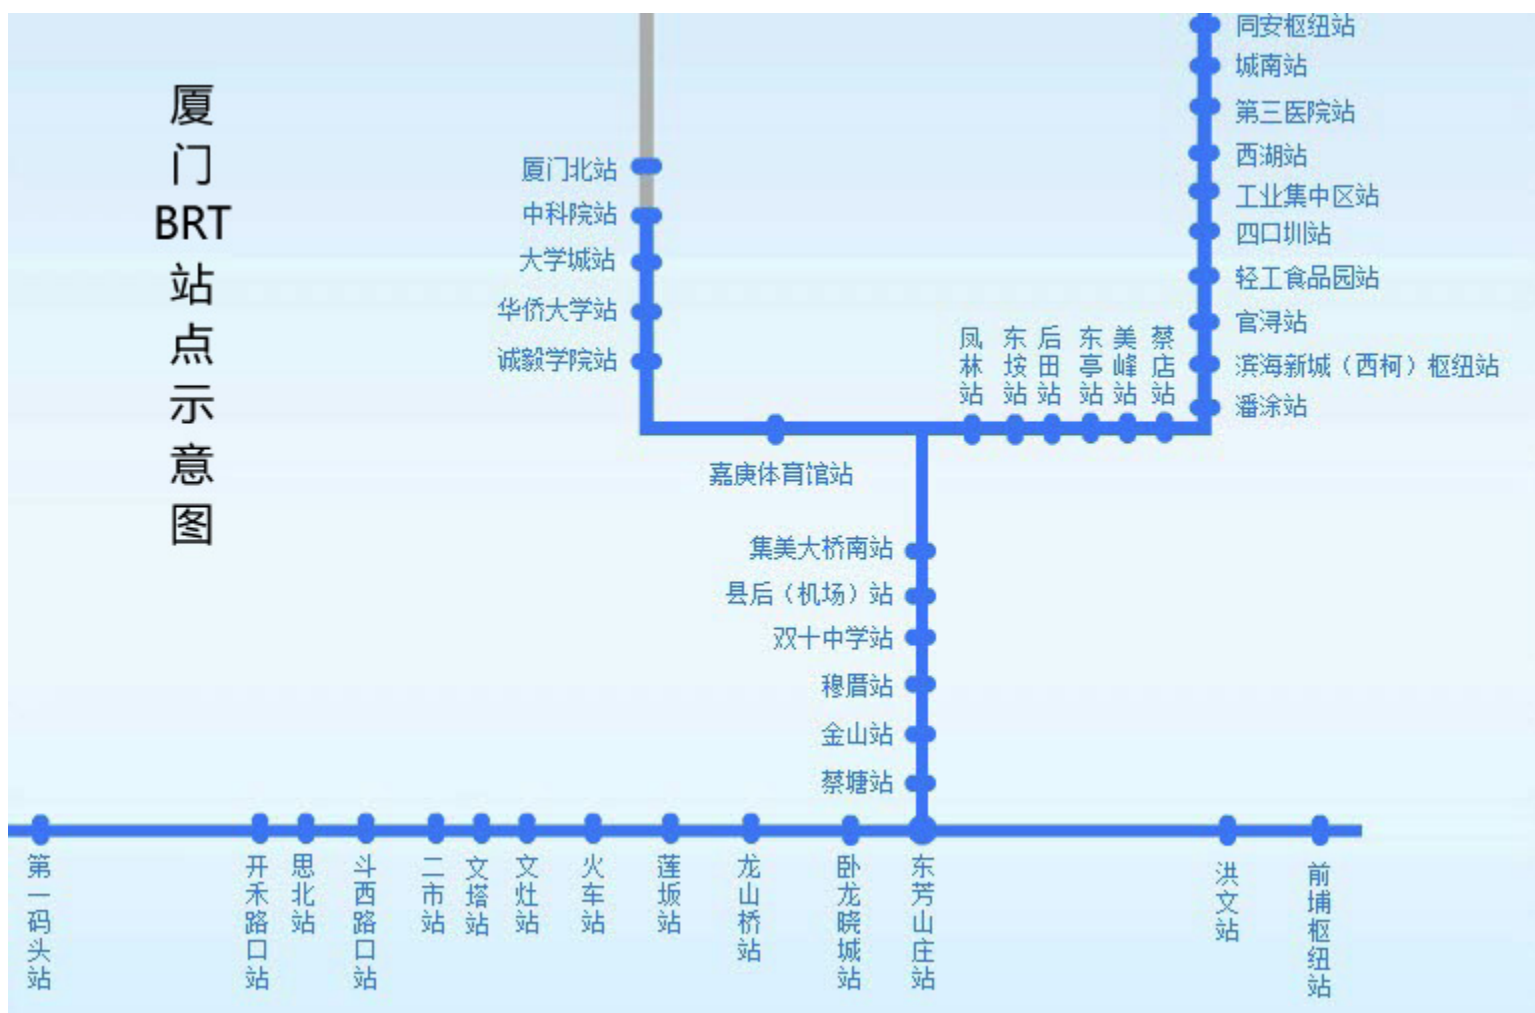 厦门BRT站点示意图
同安枢纽站
城南站
第三医院站
西湖站
工业集中区站
四口圳站
轻工食品园站
官浔站
滨海新城（西柯）枢纽站
潘涂站
厦门北站
中科院站
大学城站
华侨大学站
诚毅学院站
凤林站
东垵站
后田站
东亭站
美峰站
蔡店站
嘉庚体育馆站
集美大桥南站
县后（机场）站
双十中学站
穆厝站
金山站
蔡塘站
第一码头站
开禾路口站
思北站
斗西路口站
二市站
文塔站
文灶站
火车站
莲坂站
龙山桥站
卧龙晓城站
东芳山庄站
洪文站
前埔枢纽站